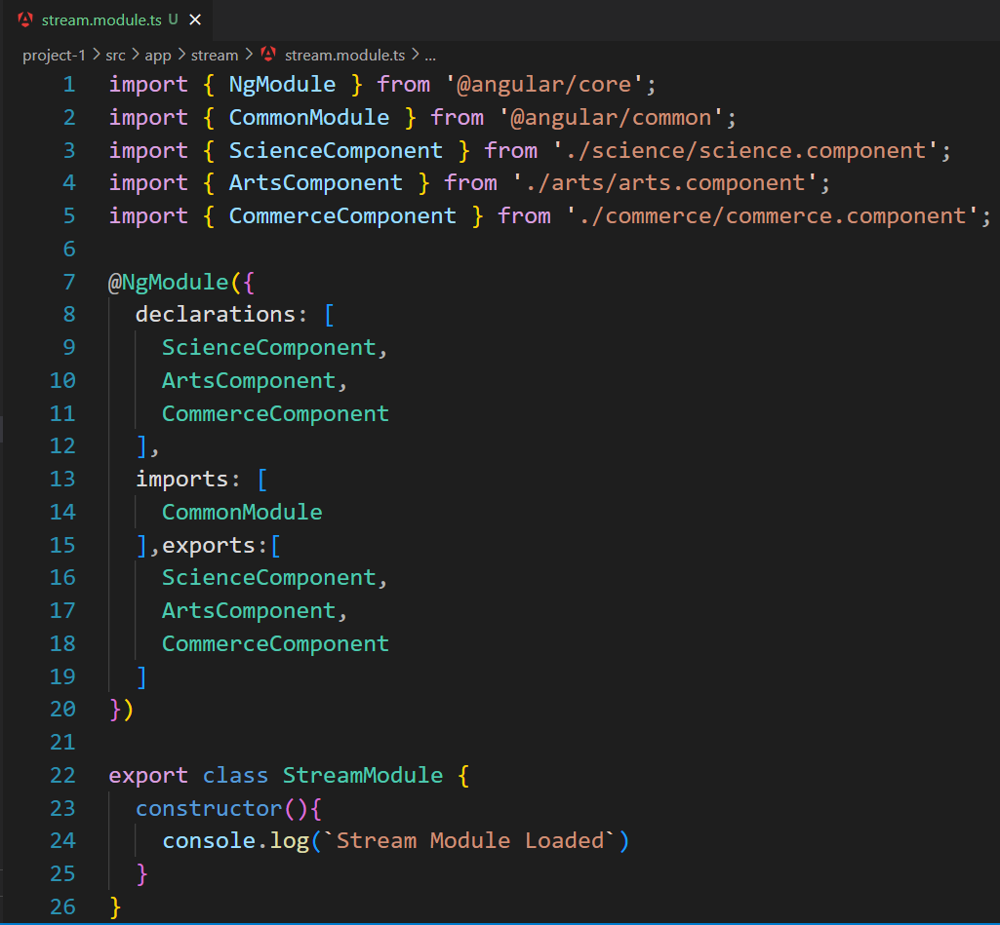 stream.module.ts U ×
project-1 > src > app > stream > stream.module.ts > ...
1 import { NgModule } from '@angular/core';
2 import { CommonModule } from '@angular/common';
3 import { ScienceComponent } from './science/science.component';
4 import { ArtsComponent } from './arts/arts.component';
5 import { CommerceComponent } from './commerce/commerce.component';
6
7 @NgModule({
8   declarations: [
9     ScienceComponent,
10     ArtsComponent,
11     CommerceComponent
12   ],
13   imports: [
14     CommonModule
15   ],exports:[
16     ScienceComponent,
17     ArtsComponent,
18     CommerceComponent
19   ]
20 })
21
22 export class StreamModule {
23   constructor(){
24     console.log(`Stream Module Loaded`)
25   }
26 }